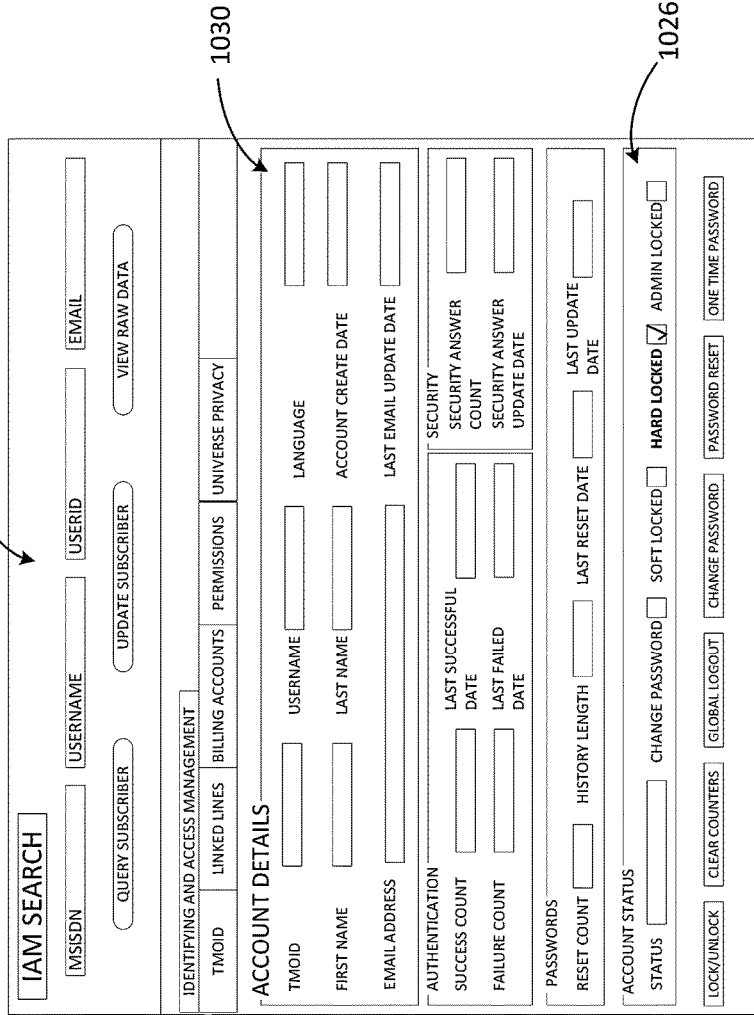 IAM SEARCH
MSISDN USERNAME USERID EMAIL
QUERY SUBSCRIBER UPDATE SUBSCRIBER VIEW RAW DATA
IDENTIFYING AND ACCESS MANAGEMENT
TMOID LINKED LINES BILLING ACCOUNTS PERMISSIONS UNIVERSE PRIVACY
ACCOUNT DETAILS
1030
TMOID USERNAME LANGUAGE
FIRST NAME LAST NAME ACCOUNT CREATE DATE
EMAIL ADDRESS LAST EMAIL UPDATE DATE
AUTHENTICATION
SUCCESS COUNT LAST SUCCESSFUL
DATE
FAILURE COUNT LAST FAILED
DATE
SECURITY
SECURITY ANSWER
COUNT
SECURITY ANSWER
UPDATE DATE
PASSWORDS
RESET COUNT HISTORY LENGTH LAST RESET DATE LAST UPDATE
DATE
ACCOUNT STATUS
1026
STATUS CHANGE PASSWORD SOFT LOCKED HARD LOCKED ADMIN LOCKED
LOCK/UNLOCK CLEAR COUNTERS GLOBAL LOGOUT CHANGE PASSWORD PASSWORD RESET ONE TIME PASSWORD